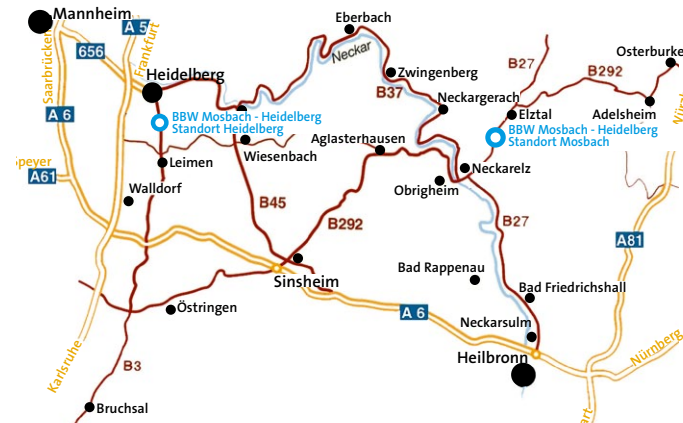 Mannheim
Eberbach
A 5
Frankfurt
656
Saarbrücken
Neckar
B27
Osterburke
Heidelberg
Zwingenberg
B292
B37
Neckargerach
Elztal
Adelsheim
A 6
BBW Mosbach - Heidelberg
Standort Heidelberg
BBW Mosbach - Heidelberg
Standort Mosbach
Aglasterhausen
Wiesenbach
Speyer
Leimen
Neckarelz
A61
Walldorf
Obrigheim
B45
B292
B27
A81
Bad Rappenau
Sinsheim
Bad Friedrichshall
Östringen
A 6
Neckarsulm
Heilbronn
Nürnberg
Karlsruhe
B3
Bruchsal